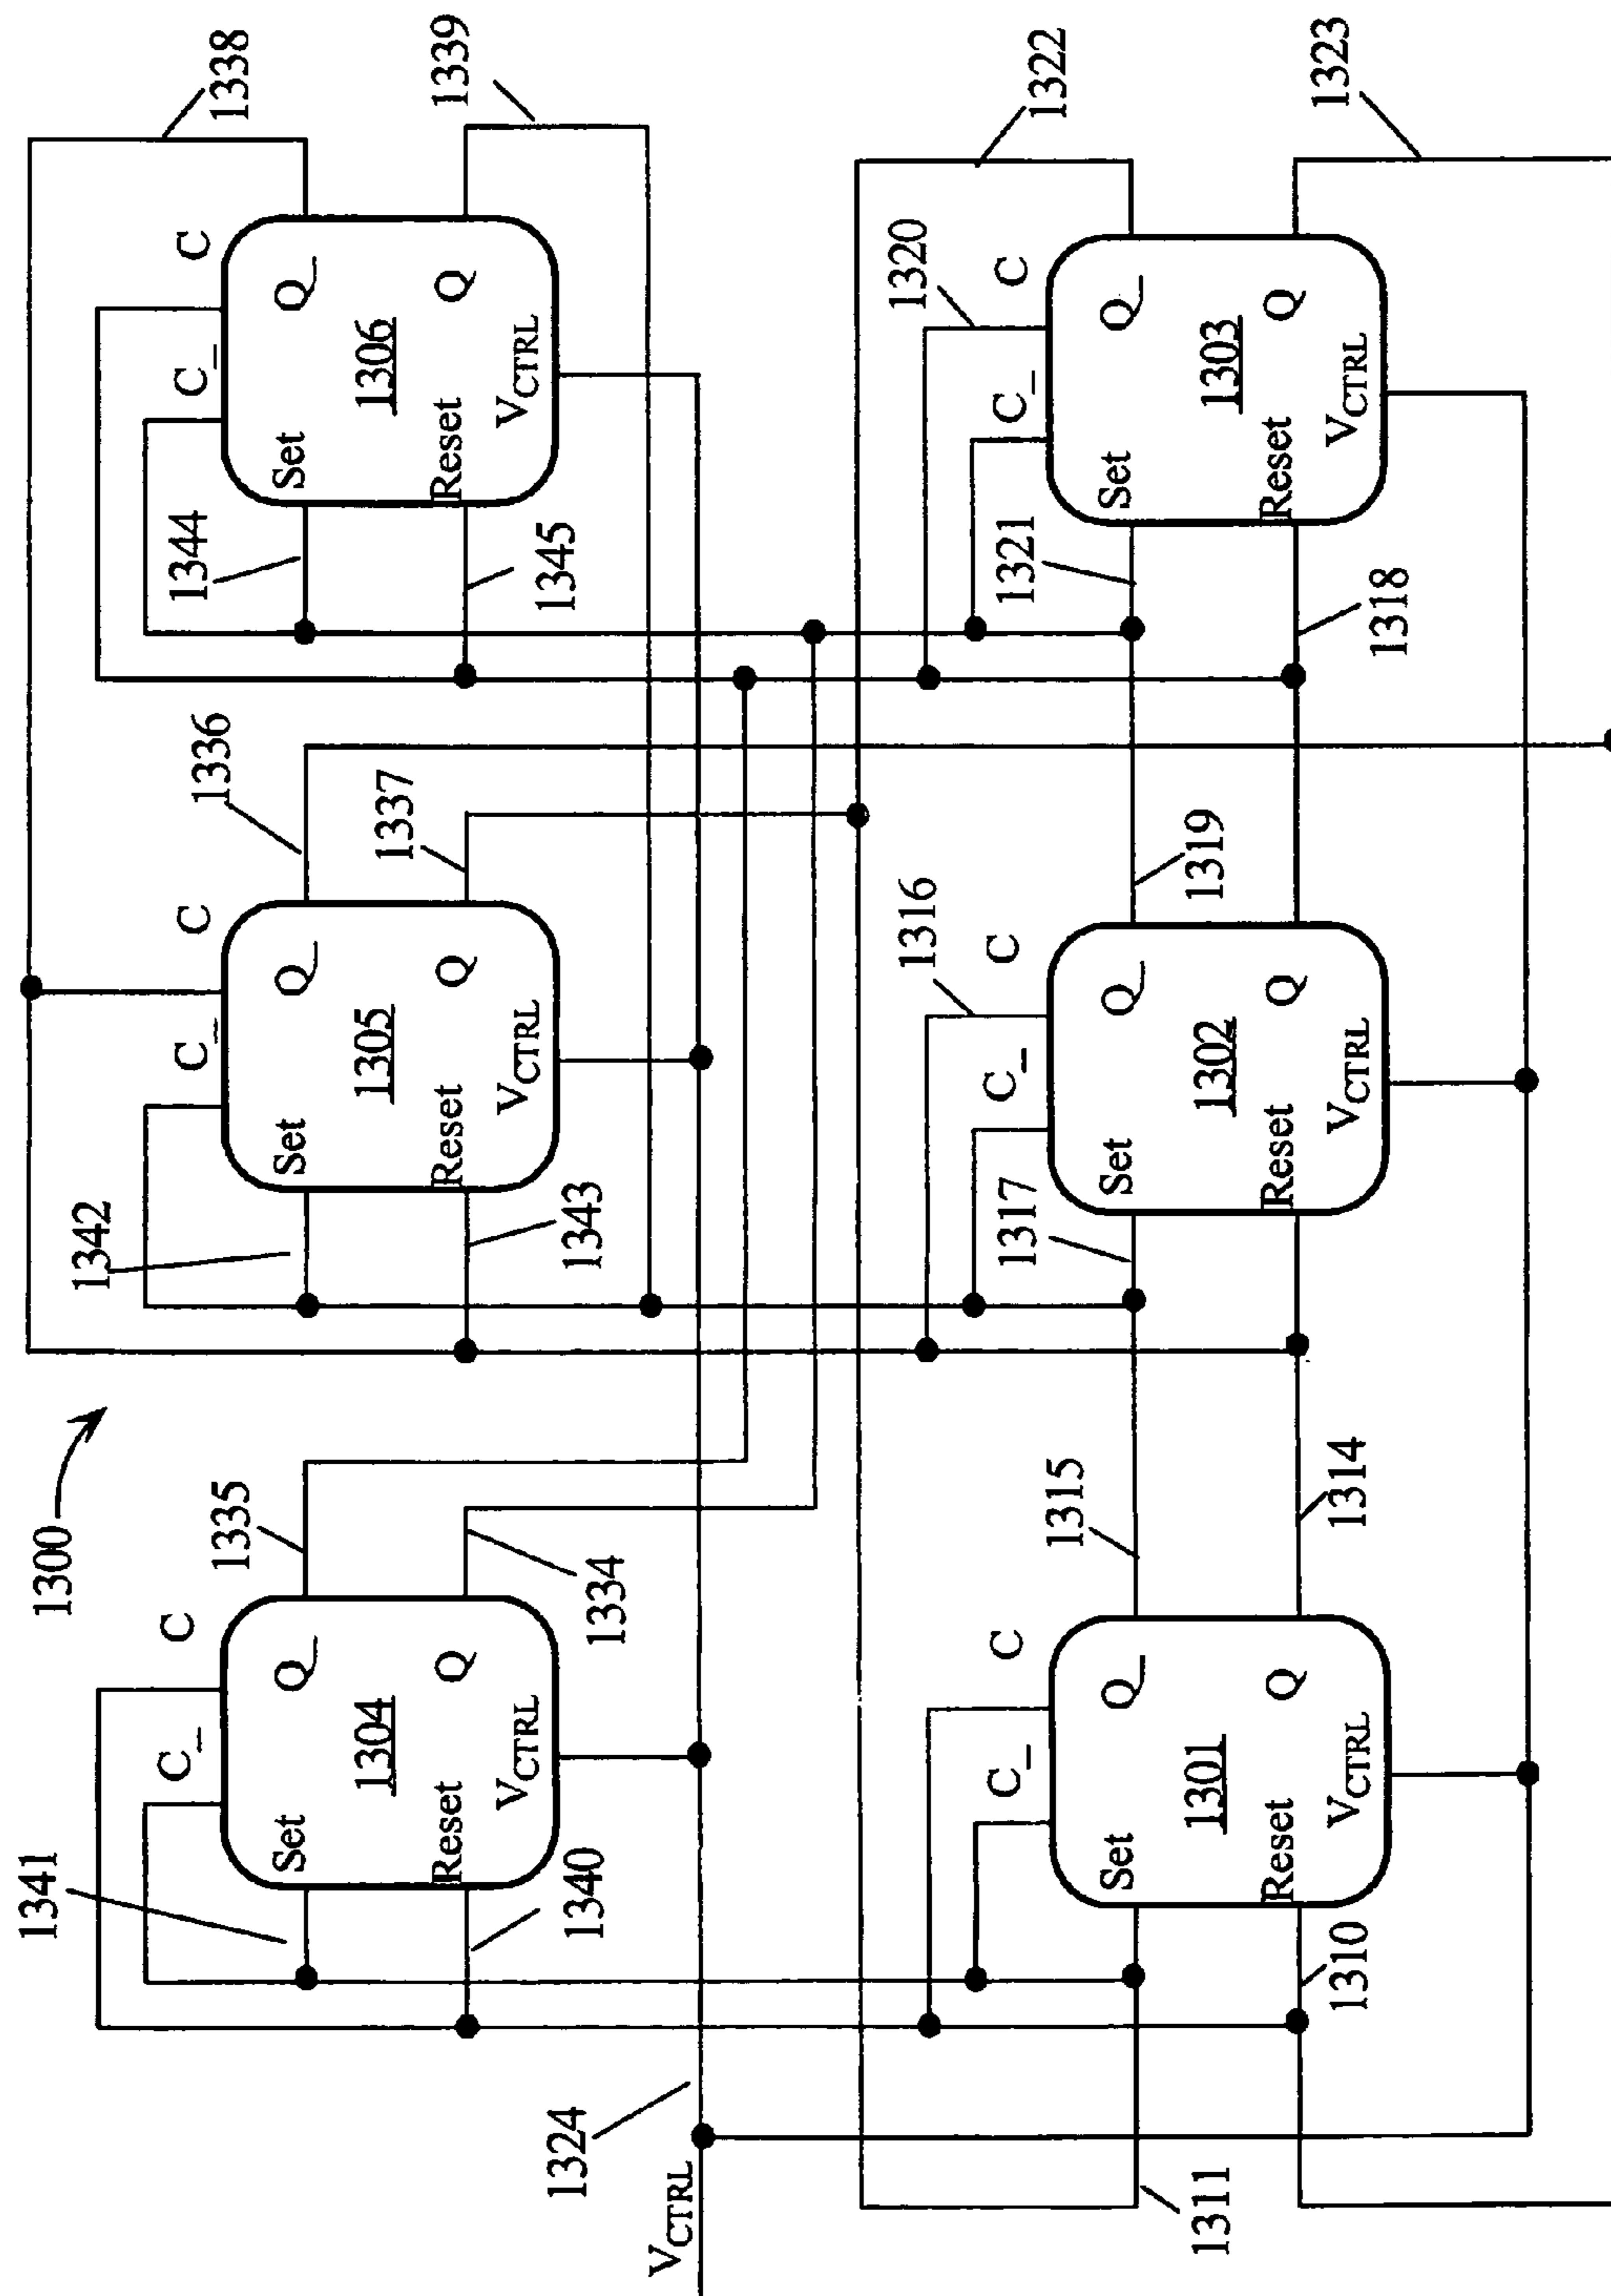 1300
1341
1335
C_
C
Set
Q_
1304
Reset
Q
VCTRL
1340
1334
1342
1336
C_
C
Set
Q_
1305
Reset
Q
VCTRL
1343
1337
1338
C_
C
1344
Set
Q_
1306
Reset
Q
VCTRL
1345
1339
1324
VCTRL
1311
C_
C
Set
Q_
1301
Reset
Q
VCTRL
1310
1315
1314
1316
C_
C
1317
Set
Q_
1302
Reset
Q
VCTRL
1319
1320
1322
C_
C
1321
Set
Q_
1303
Reset
Q
VCTRL
1318
1323